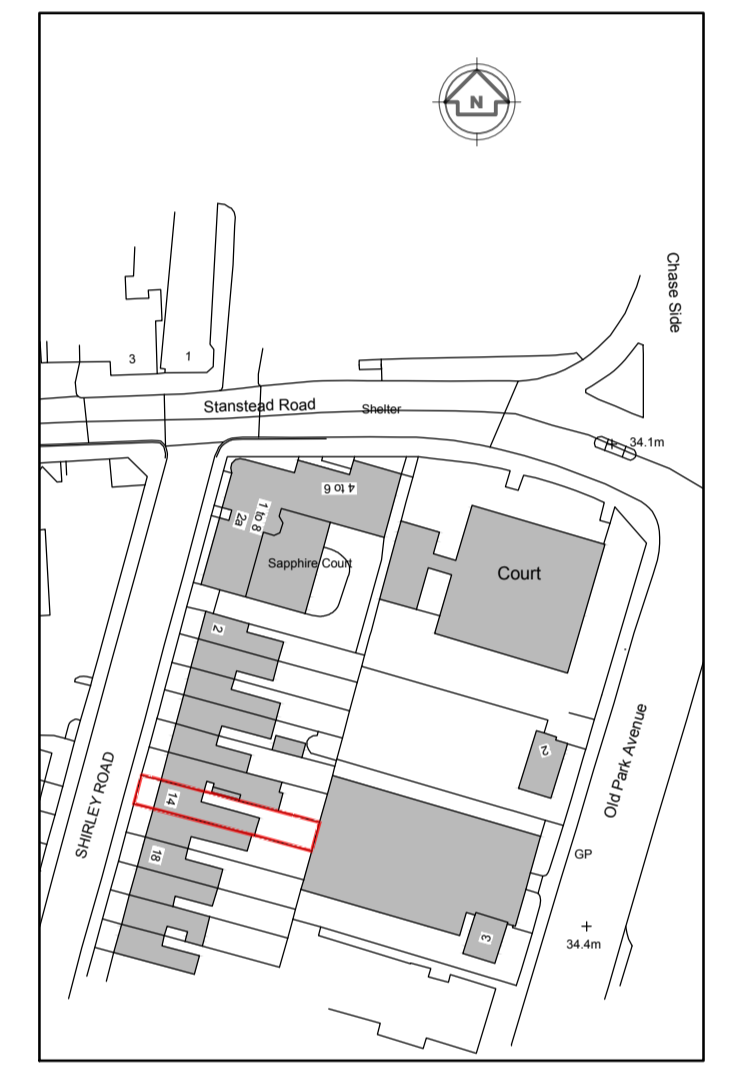 N
Chase Side
3
1
Stanstead Road
Shelter
34.1m
4 to 6
1 to 8
2a
Sapphire Court
Court
2
2
Old Park Avenue
SHIRLEY ROAD
14
18
GP
3
34.4m